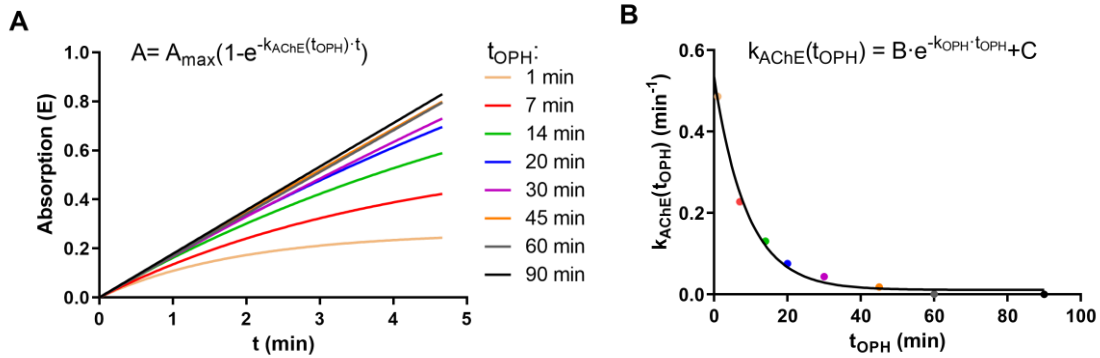 A
A= Amax(1-e-kAChE(tOPH)·t)
Absorption (E)
1.0
0.8
0.6
0.4
0.2
0.0
0
1
2
3
4
5
t (min)
tOPH:
1 min
7 min
14 min
20 min
30 min
45 min
60 min
90 min
B
kAChE(tOPH) = B·e-kOPH·tOPH+C
kAChE(tOPH) (min-1)
0.6
0.4
0.2
0.0
0
20
40
60
80
100
tOPH (min)